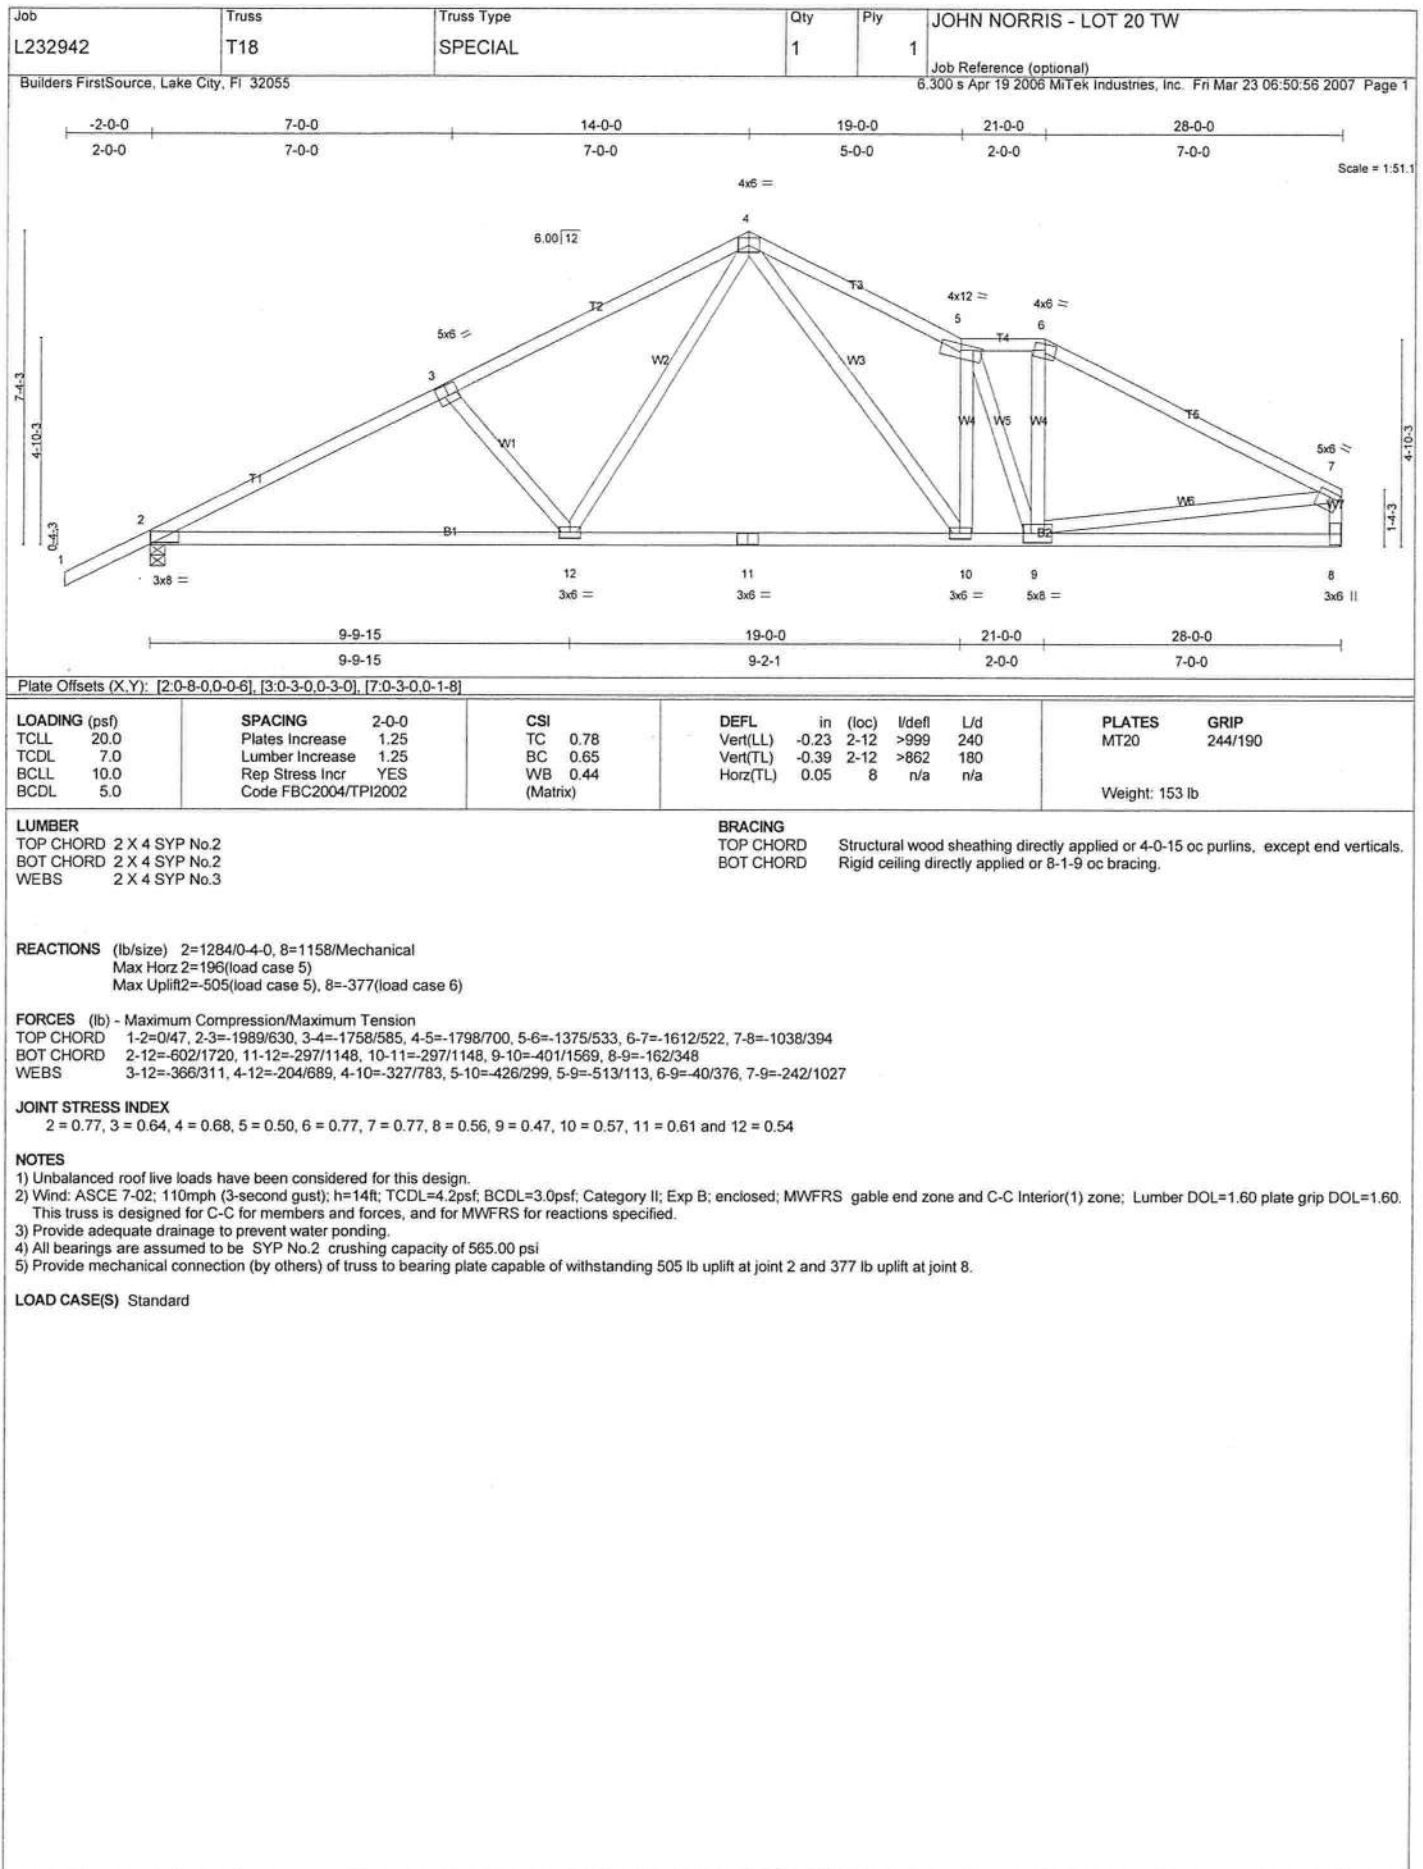 Job
Truss
Truss Type
Qty
Ply
JOHN NORRIS - LOT 20 TW
L232942
T18
SPECIAL
1
1
Job Reference (optional)
Builders FirstSource, Lake City, Fl 32055
6.300 s Apr 19 2006 MiTek Industries, Inc. Fri Mar 23 06:50:56 2007 Page 1
-2-0-0 7-0-0 14-0-0 19-0-0 21-0-0 28-0-0
2-0-0 7-0-0 7-0-0 5-0-0 2-0-0 7-0-0
Scale = 1:51.1
4x6 =
4
6.00 12
T3
T2
4x12 =
4x6 =
5
6
5x6
T4
W2
W3
3
7-4-3
4-10-3
W1
W4
W5
W4
T5
4-10-3
5x6
7
T1
W6
W7
1-4-3
2
0-4-3
B1
B2
1
3x8 =
12
11
10
9
8
3x6 =
3x6 =
3x6 =
5x8 =
3x6 ||
9-9-15 19-0-0 21-0-0 28-0-0
9-9-15 9-2-1 2-0-0 7-0-0
Plate Offsets (X,Y): [2:0-8-0,0-0-6], [3:0-3-0,0-3-0], [7:0-3-0,0-1-8]
LOADING (psf)
TCLL 20.0
TCDL 7.0
BCLL 10.0
BCDL 5.0
SPACING 2-0-0
Plates Increase 1.25
Lumber Increase 1.25
Rep Stress Incr YES
Code FBC2004/TPI2002
CSI
TC 0.78
BC 0.65
WB 0.44
(Matrix)
DEFL in (loc) l/defl L/d
Vert(LL) -0.23 2-12 >999 240
Vert(TL) -0.39 2-12 >862 180
Horz(TL) 0.05 8 n/a n/a
PLATES GRIP
MT20 244/190
Weight: 153 lb
LUMBER
TOP CHORD 2 X 4 SYP No.2
BOT CHORD 2 X 4 SYP No.2
WEBS 2 X 4 SYP No.3
BRACING
TOP CHORD Structural wood sheathing directly applied or 4-0-15 oc purlins, except end verticals.
BOT CHORD Rigid ceiling directly applied or 8-1-9 oc bracing.
REACTIONS (lb/size) 2=1284/0-4-0, 8=1158/Mechanical
Max Horz 2=196(load case 5)
Max Uplift2=-505(load case 5), 8=-377(load case 6)
FORCES (lb) - Maximum Compression/Maximum Tension
TOP CHORD 1-2=0/47, 2-3=-1989/630, 3-4=-1758/585, 4-5=-1798/700, 5-6=-1375/533, 6-7=-1612/522, 7-8=-1038/394
BOT CHORD 2-12=-602/1720, 11-12=-297/1148, 10-11=-297/1148, 9-10=-401/1569, 8-9=-162/348
WEBS 3-12=-366/311, 4-12=-204/689, 4-10=-327/783, 5-10=-426/299, 5-9=-513/113, 6-9=-40/376, 7-9=-242/1027
JOINT STRESS INDEX
2 = 0.77, 3 = 0.64, 4 = 0.68, 5 = 0.50, 6 = 0.77, 7 = 0.77, 8 = 0.56, 9 = 0.47, 10 = 0.57, 11 = 0.61 and 12 = 0.54
NOTES
1) Unbalanced roof live loads have been considered for this design.
2) Wind: ASCE 7-02; 110mph (3-second gust); h=14ft; TCDL=4.2psf; BCDL=3.0psf; Category II; Exp B; enclosed; MWFRS gable end zone and C-C Interior(1) zone; Lumber DOL=1.60 plate grip DOL=1.60.
This truss is designed for C-C for members and forces, and for MWFRS for reactions specified.
3) Provide adequate drainage to prevent water ponding.
4) All bearings are assumed to be SYP No.2 crushing capacity of 565.00 psi
5) Provide mechanical connection (by others) of truss to bearing plate capable of withstanding 505 lb uplift at joint 2 and 377 lb uplift at joint 8.
LOAD CASE(S) Standard